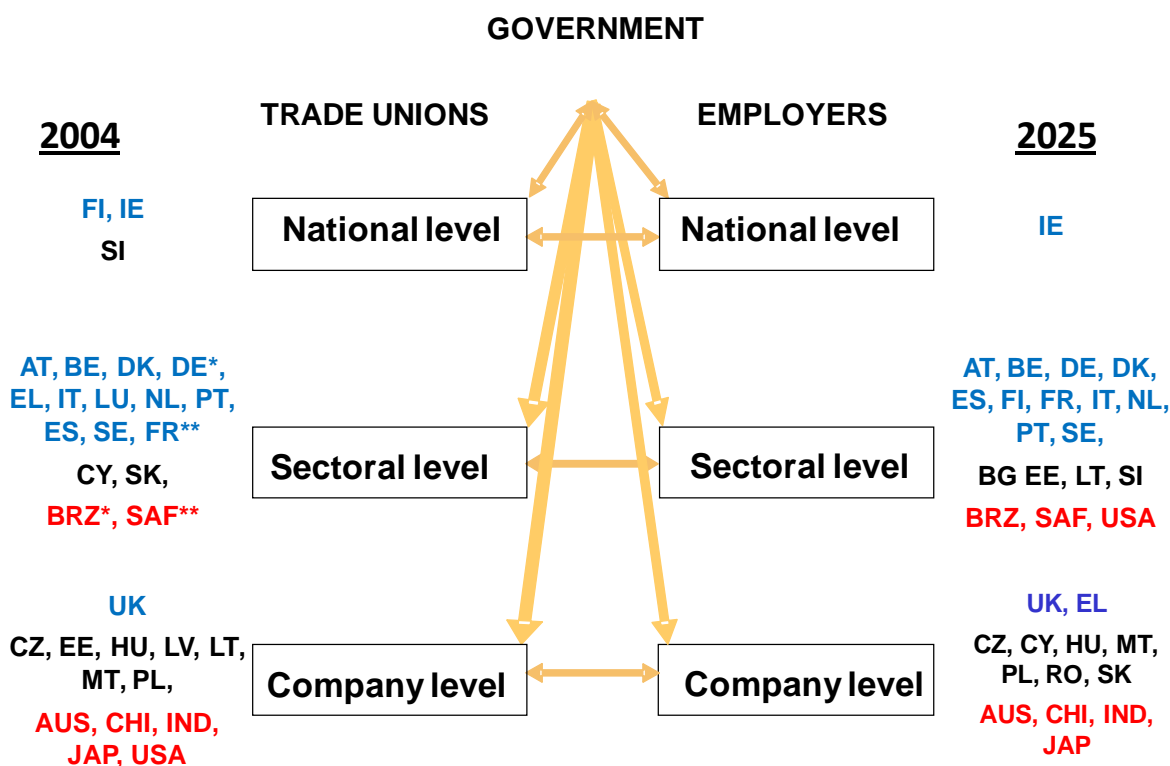 GOVERNMENT
TRADE UNIONS
EMPLOYERS
2004
2025
FI, IE
SI
National level
National level
IE
AT, BE, DK, DE*,
EL, IT, LU, NL, PT,
ES, SE, FR**
CY, SK,
BRZ*, SAF**
Sectoral level
Sectoral level
AT, BE, DE, DK,
ES, FI, FR, IT, NL,
PT, SE,
BG EE, LT, SI
BRZ, SAF, USA
UK
CZ, EE, HU, LV, LT,
MT, PL,
AUS, CHI, IND,
JAP, USA
Company level
Company level
UK, EL
CZ, CY, HU, MT,
PL, RO, SK
AUS, CHI, IND,
JAP